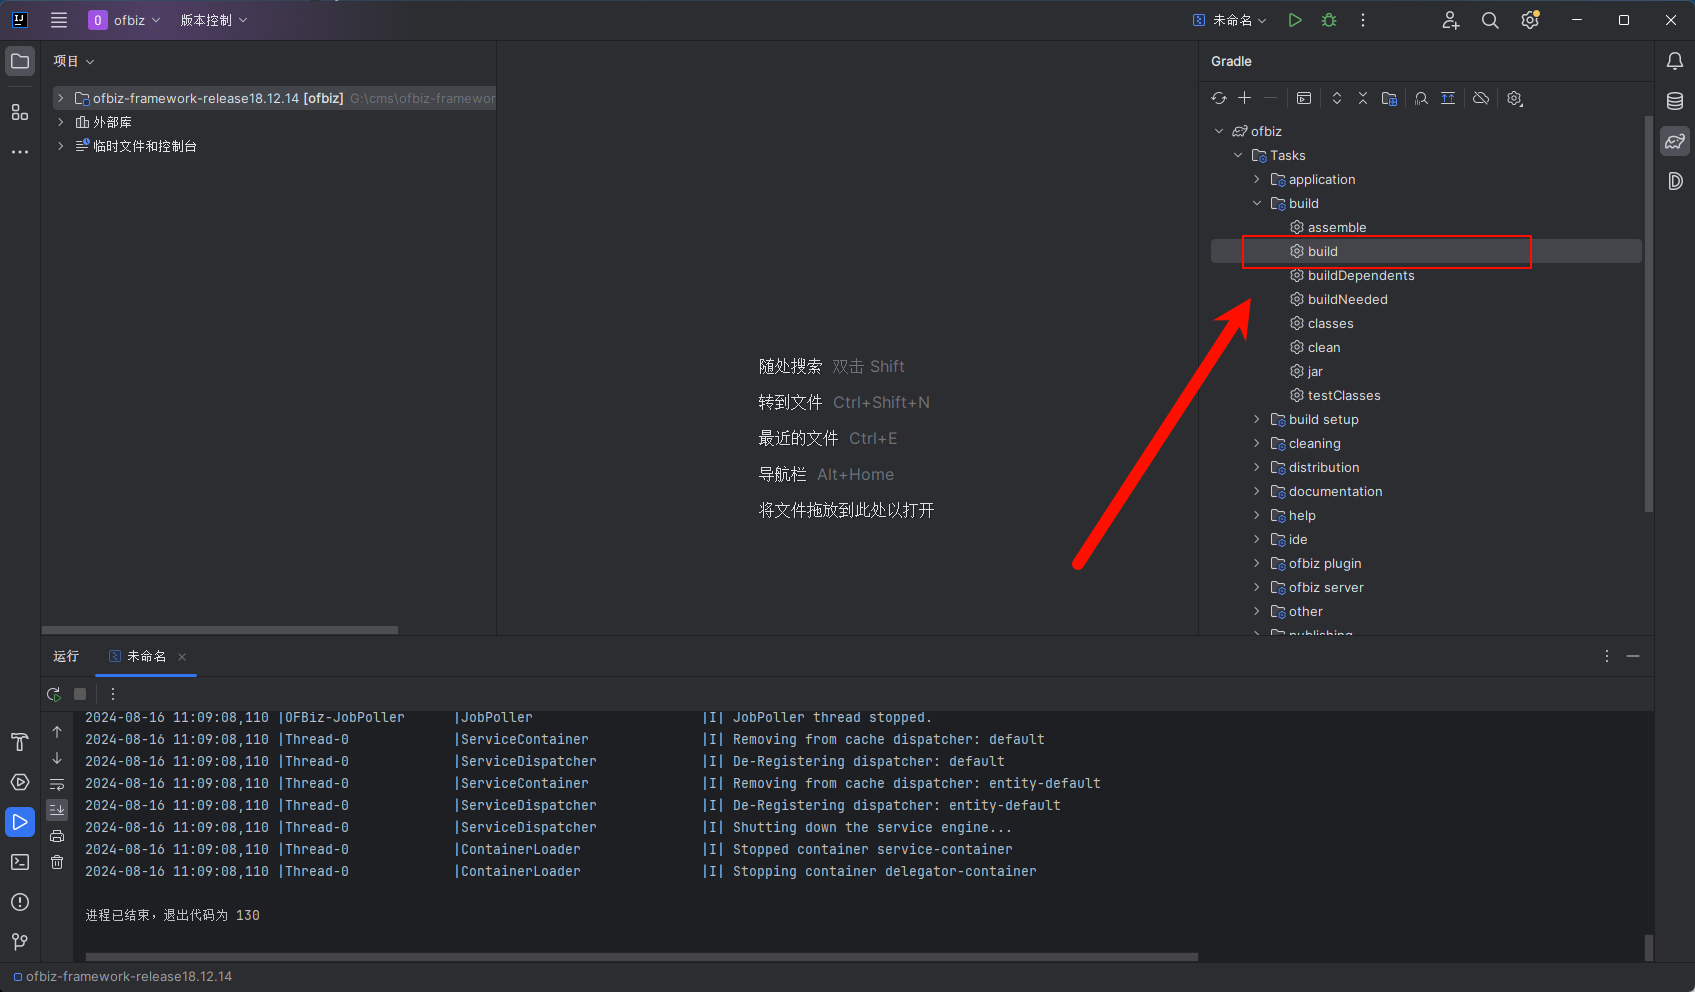 ofbiz
版本控制
未命名
项目
ofbiz-framework-release18.12.14 [ofbiz] G:\cms\ofbiz-framewor
外部库
临时文件和控制台
随处搜索 双击 Shift
转到文件 Ctrl+Shift+N
最近的文件 Ctrl+E
导航栏 Alt+Home
将文件拖放到此处以打开
Gradle
ofbiz
Tasks
application
build
assemble
build
buildDependents
buildNeeded
classes
clean
jar
testClasses
build setup
cleaning
distribution
documentation
help
ide
ofbiz plugin
ofbiz server
other
publishing
运行
未命名
2024-08-16 11:09:08,110 |OFBiz-JobPoller |JobPoller |I| JobPoller thread stopped.
2024-08-16 11:09:08,110 |Thread-0 |ServiceContainer |I| Removing from cache dispatcher: default
2024-08-16 11:09:08,110 |Thread-0 |ServiceDispatcher |I| De-Registering dispatcher: default
2024-08-16 11:09:08,110 |Thread-0 |ServiceContainer |I| Removing from cache dispatcher: entity-default
2024-08-16 11:09:08,110 |Thread-0 |ServiceDispatcher |I| De-Registering dispatcher: entity-default
2024-08-16 11:09:08,110 |Thread-0 |ServiceDispatcher |I| Shutting down the service engine...
2024-08-16 11:09:08,110 |Thread-0 |ContainerLoader |I| Stopped container service-container
2024-08-16 11:09:08,110 |Thread-0 |ContainerLoader |I| Stopping container delegator-container
进程已结束，退出代码为 130
ofbiz-framework-release18.12.14